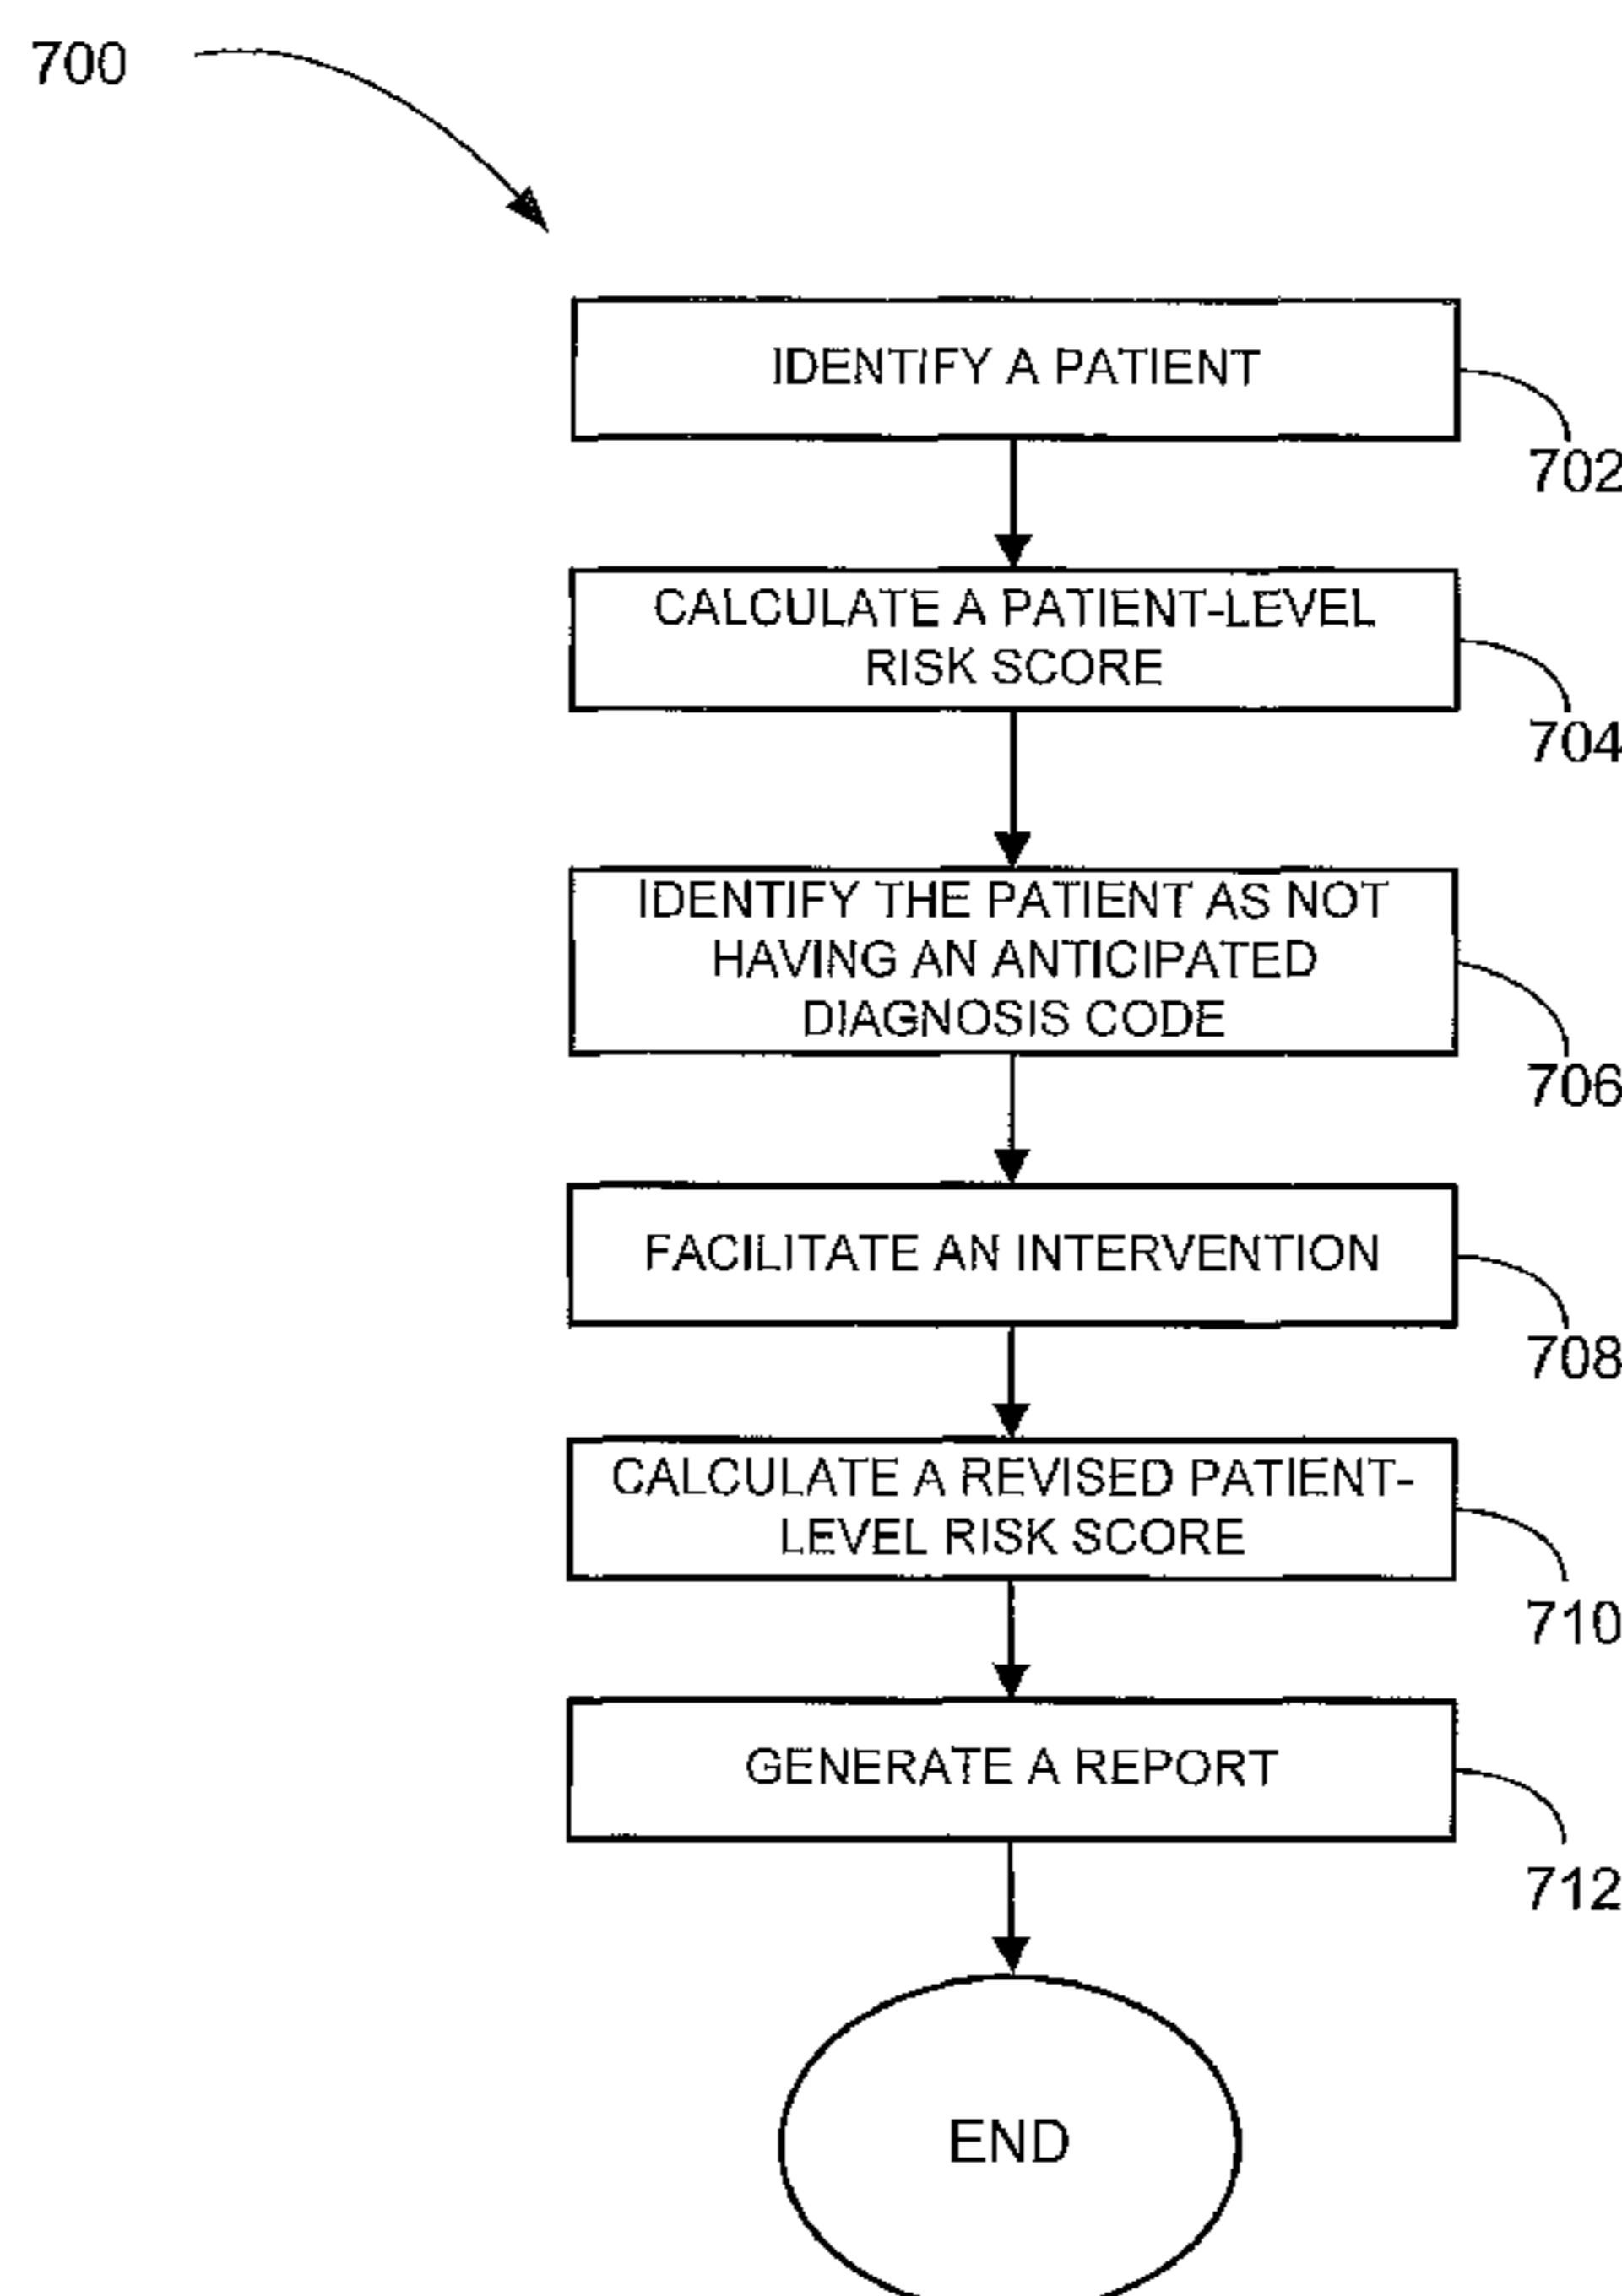 700
IDENTIFY A PATIENT
702
CALCULATE A PATIENT-LEVEL
RISK SCORE
704
IDENTIFY THE PATIENT AS NOT
HAVING AN ANTICIPATED
DIAGNOSIS CODE
706
FACILITATE AN INTERVENTION
708
CALCULATE A REVISED PATIENT-
LEVEL RISK SCORE
710
GENERATE A REPORT
712
END